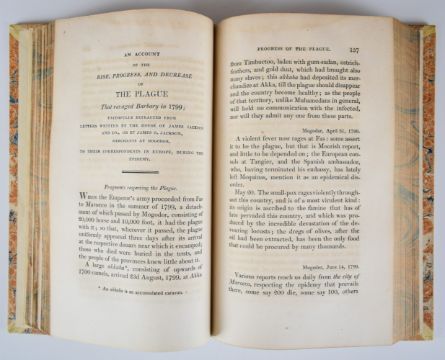 AN ACCOUNT
OF THE
RISE, PROGRESS, AND DECREASE
OF
THE PLAGUE
That ravaged Barbary in 1799;
FAITHFULLY EXTRACTED FROM
LETTERS WRITTEN BY THE HOUSE OF JAMES JACKSON
AND CO., OR BY JAMES G. JACKSON,
MERCHANTS AT MOGODOR,
TO THEIR CORRESPONDENTS IN EUROPE, DURING THE
EPIDEMY.
Fragments respecting the Plague.
WHEN the Emperor's army proceeded from Fas
to Marocco in the summer of 1799, a detach-
ment of which passed by Mogodor, consisting of
20,000 horse and 10,000 foot, it had the plague
with it; so that, wherever it passed, the plague
uniformly appeared three days after its arrival
at the respective douars near which it encamped;
those who died were buried in the tents, and
the people of the provinces knew little about it.
A large akkaba*, consisting of upwards of
1700 camels, arrived 23d August, 1799, at Akka
* An akkaba is an accumulated caravan.
PROGRESS OF THE PLAGUE. 157
from Timbuctoo, laden with gum-sudan, ostrich-
feathers, and gold dust, which had brought also
many slaves; this akkaba had deposited its mer-
chandize at Akka, till the plague should disappear
and the country become healthy; as the people
of that territory, unlike Muhamedans in general,
will hold no communication with the infected,
nor will they admit any one from these parts.
Mogodor, April
A violent fever now rages at Fas: some assert
it to be the plague, but that is Moorish report,
and little to be depended on; the European con-
suls at Tangier, and the Spanish ambassador,
who, having terminated his embassy, has lately
left Mequinas, mention it as an epidemical dis-
order.
May The small-pox rages violently through-
out this country, and is of a most virulent kind:
its origin is ascribed to the famine that has of
late pervaded this country, and which was pro-
duced by the incredible devastation of the de-
vouring locusts; the dregs of olives, after the
oil had been extracted, has been the only food
that could be procured by many thousands.
Mogodor, June 14, 1799.
Various reports reach us daily from the city of
Marocco, respecting the epidemy that prevails
there, some say 200 die, some say 100, others